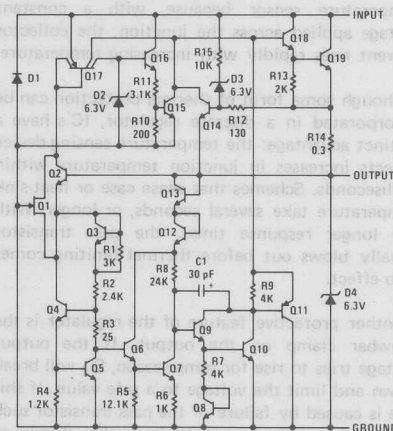 INPUT
Q18
R15
10K
Q16
Q19
D1
Q17
D2
6.3V
R11
3.1K
D3
6.3V
R13
2K
Q15
R10
200
Q14
R12
130
R14
0.3
OUTPUT
Q2
Q13
Q1
Q3
R1
3K
Q12
R2
2.4K
R8
24K
C1
30 pF
+
R9
4K
Q11
D4
6.3V
Q4
R3
25
Q9
Q5
Q6
Q7
R7
4K
Q10
R4
1.2K
R5
12.1K
R6
1K
Q8
GROUND